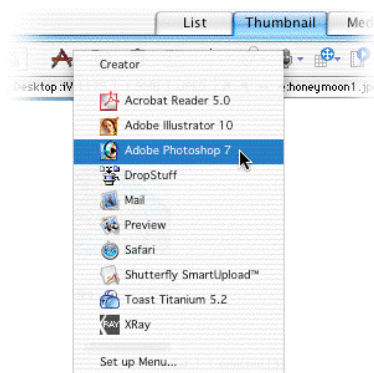 List Thumbnail Med
Desktop:iV e:honeymoon1.jp
Creator
Acrobat Reader 5.0
Adobe Illustrator 10
Adobe Photoshop 7
DropStuff
Mail
Preview
Safari
Shutterfly SmartUpload™
Toast Titanium 5.2
XRay
Set up Menu...